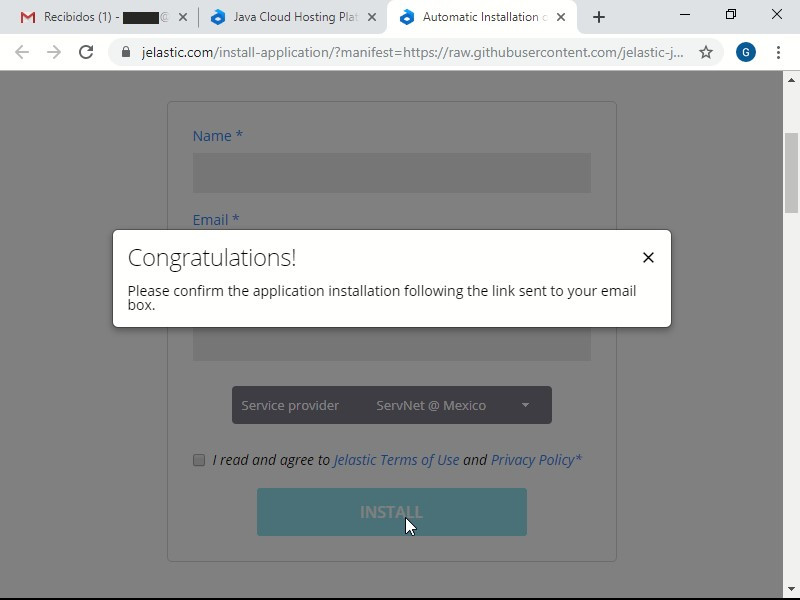 Recibidos (1) - @
Java Cloud Hosting Plat
Automatic Installation o
jelastic.com/install-application/?manifest=https://raw.githubusercontent.com/jelastic-j...
G
Name *
Email *
Congratulations!
Please confirm the application installation following the link sent to your email
box.
Service provider ServNet @ Mexico
I read and agree to Jelastic Terms of Use and Privacy Policy*
INSTALL